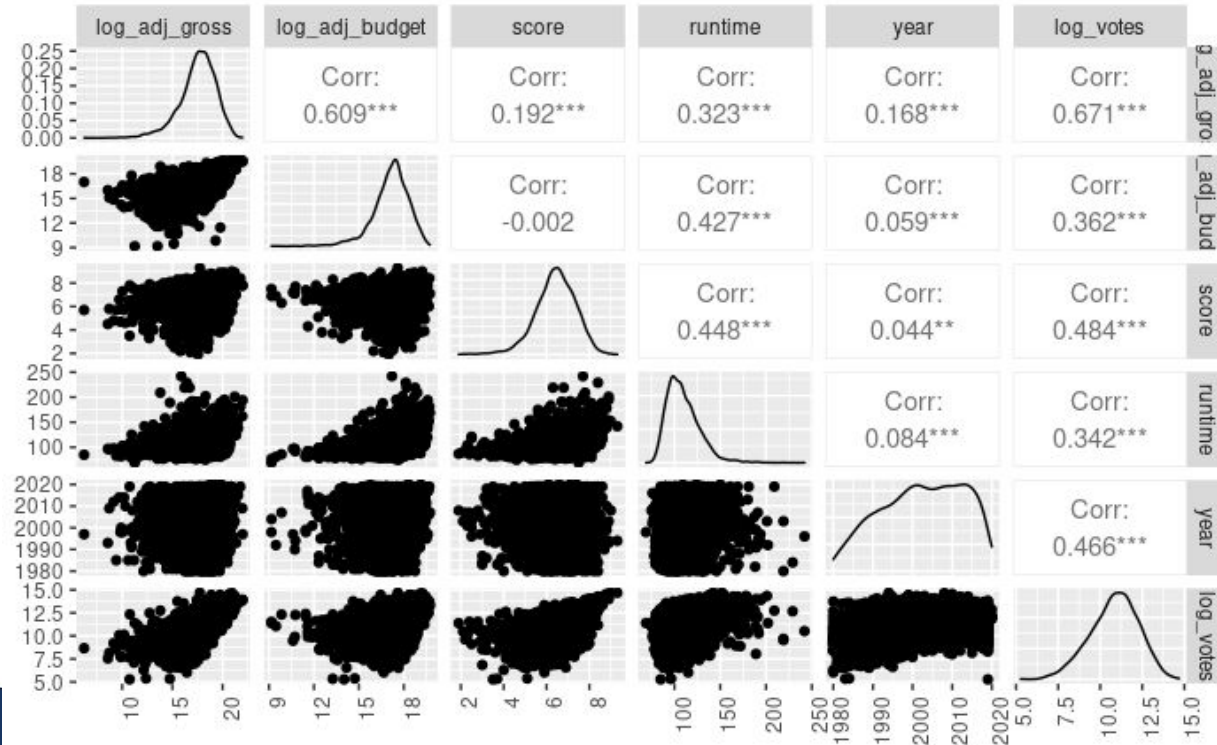 log_adj_gross log_adj_budget score runtime year log_votes
0.25
0.20
0.15
0.10
0.05
0.00
Corr:
0.609***
Corr:
0.192***
Corr:
0.323***
Corr:
0.168***
Corr:
0.671***
g_adj_gro
18
15
12
9
Corr:
-0.002
Corr:
0.427***
Corr:
0.059***
Corr:
0.362***
_adj_bud
8
6
4
2
Corr:
0.448***
Corr:
0.044**
Corr:
0.484***
score
250
200
150
100
Corr:
0.084***
Corr:
0.342***
runtime
2020
2010
2000
1990
1980
Corr:
0.466***
year
15.0
12.5
10.0
7.5
5.0
log_votes
10 15 20 9 12 15 18 2 4 6 8 100 150 200 250 1980 1990 2000 2010 2020 5.0 7.5 10.0 12.5 15.0